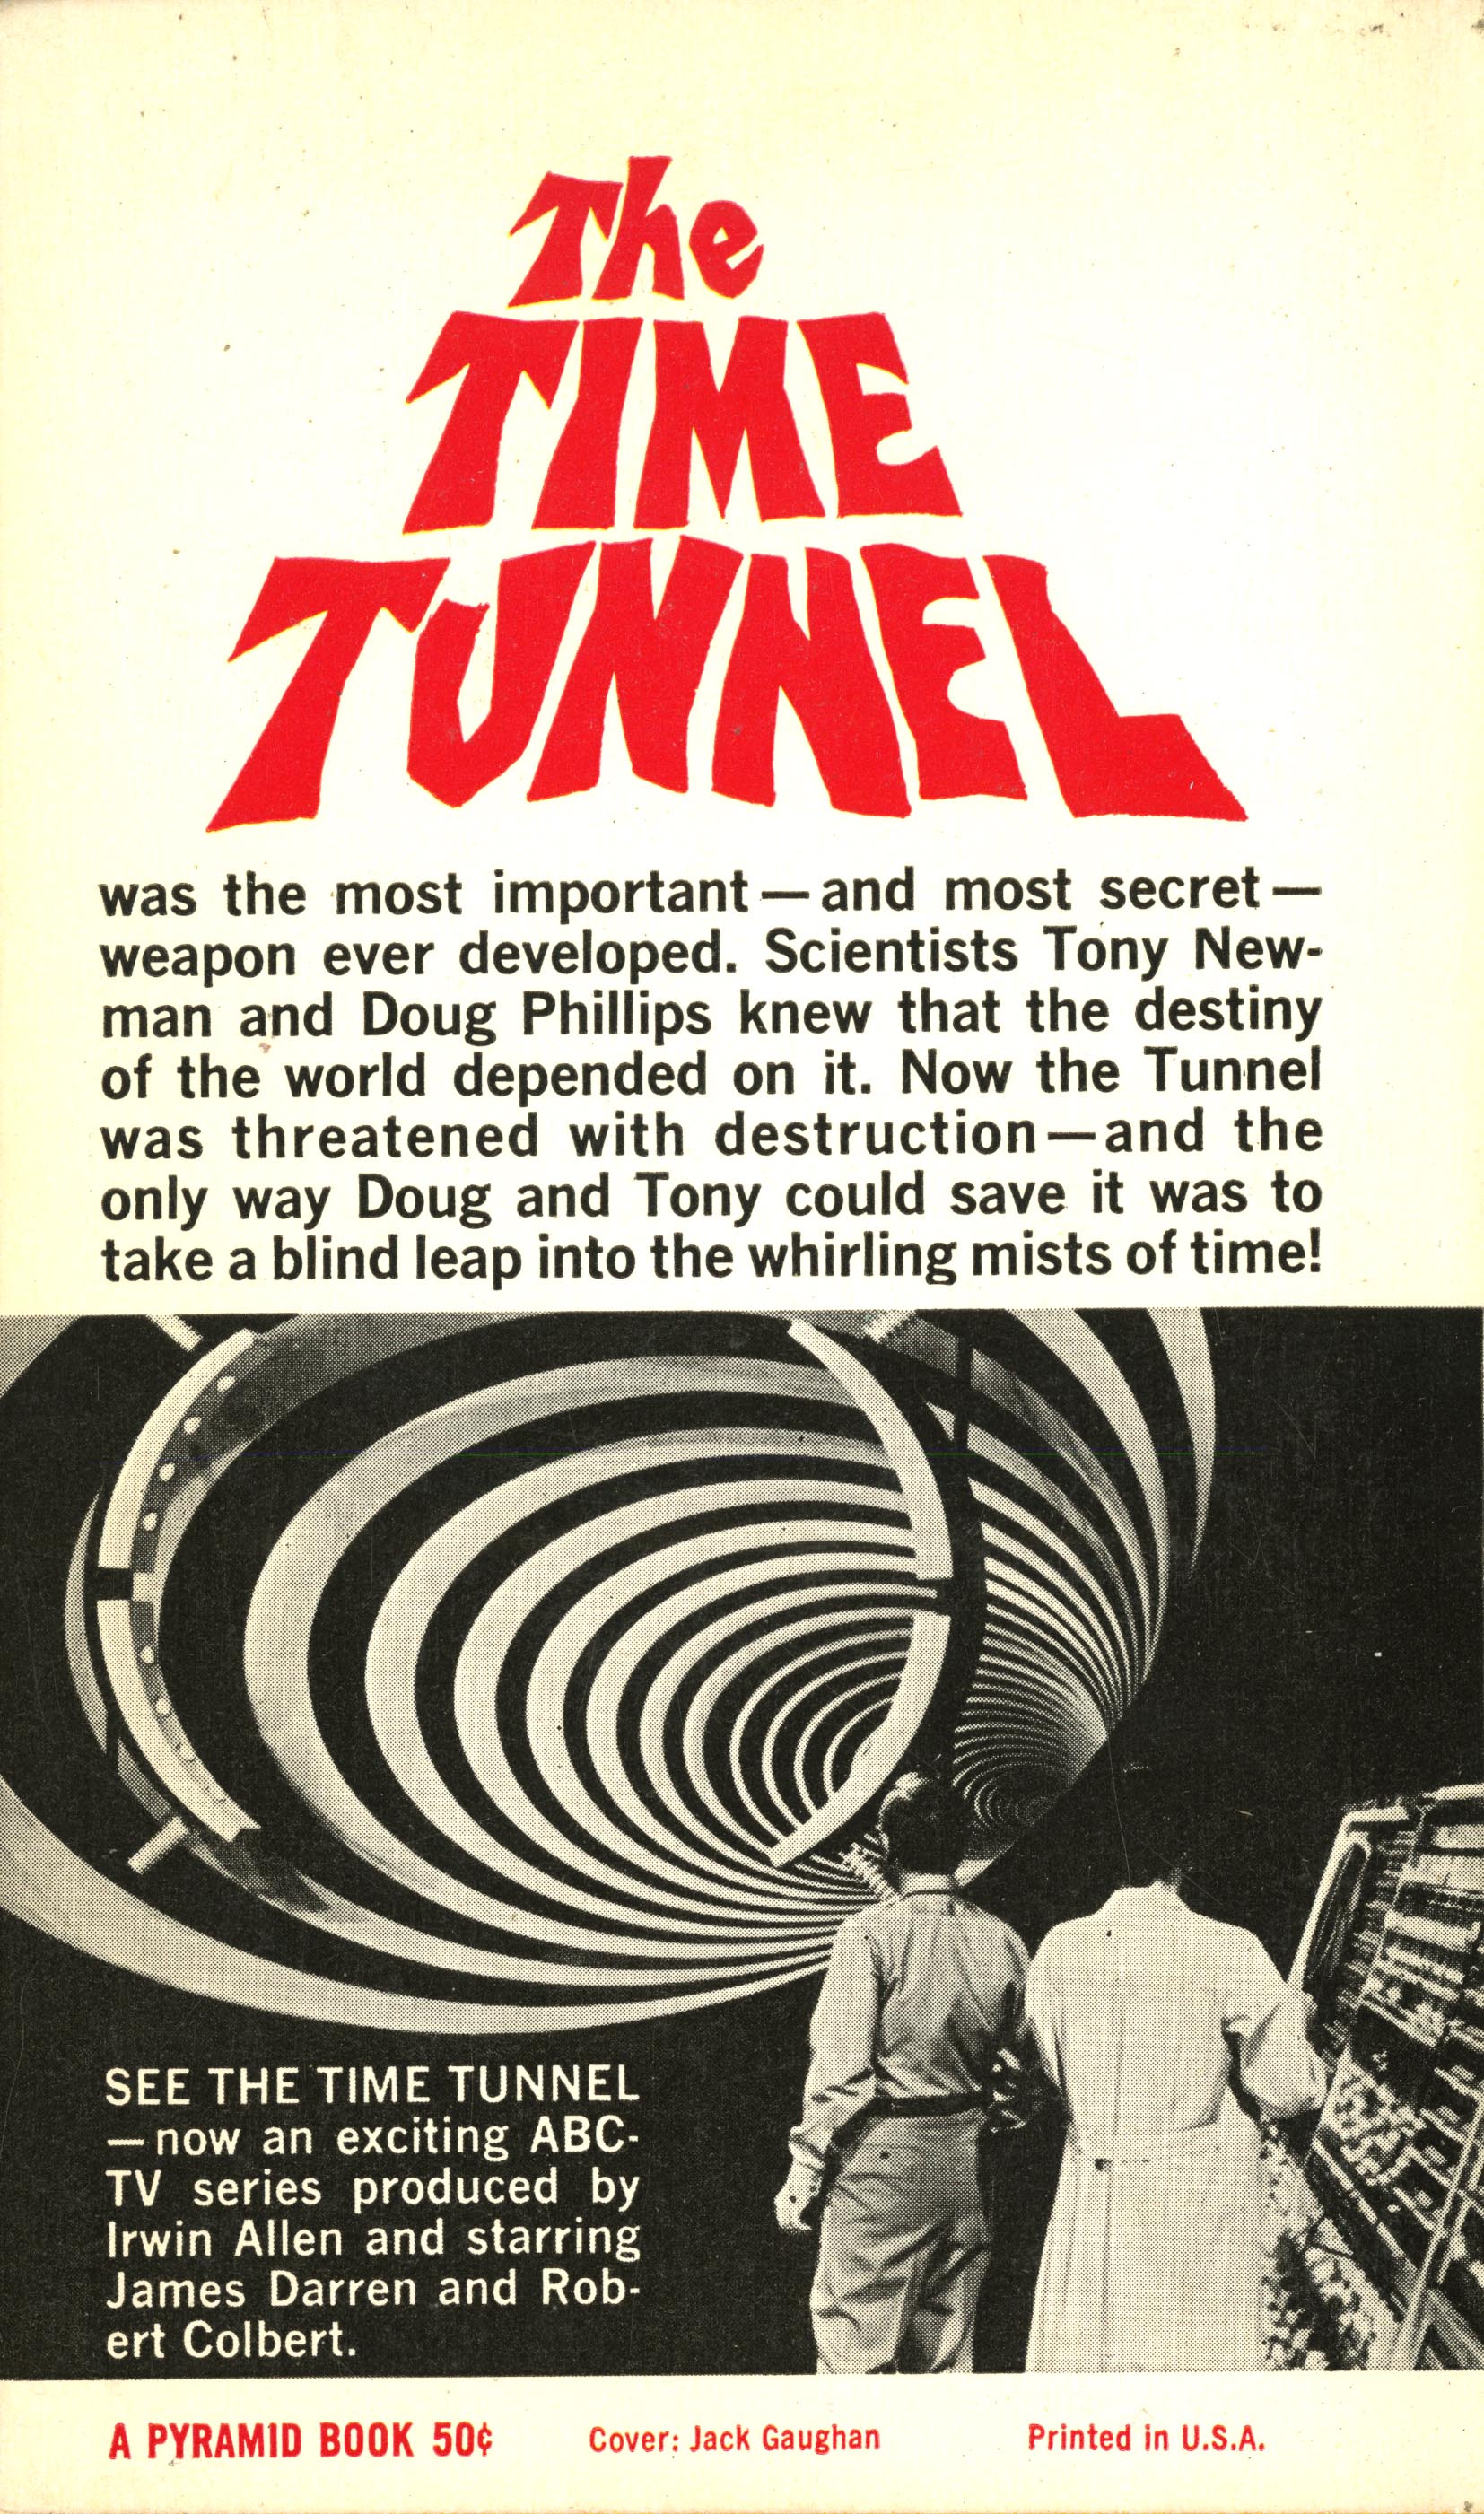 The
TIME
TUNNEL
was the most important—and most secret—
weapon ever developed. Scientists Tony New-
man and Doug Phillips knew that the destiny
of the world depended on it. Now the Tunnel
was threatened with destruction—and the
only way Doug and Tony could save it was to
take a blind leap into the whirling mists of time!
SEE THE TIME TUNNEL
—now an exciting ABC-
TV series produced by
Irwin Allen and starring
James Darren and Rob-
ert Colbert.
A PYRAMID BOOK 50¢ Cover: Jack Gaughan Printed in U.S.A.